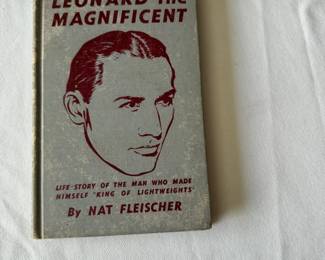 LEONARD THE
MAGNIFICENT
LIFE STORY OF THE MAN WHO MADE
HIMSELF "KING OF LIGHTWEIGHTS"
By NAT FLEISCHER